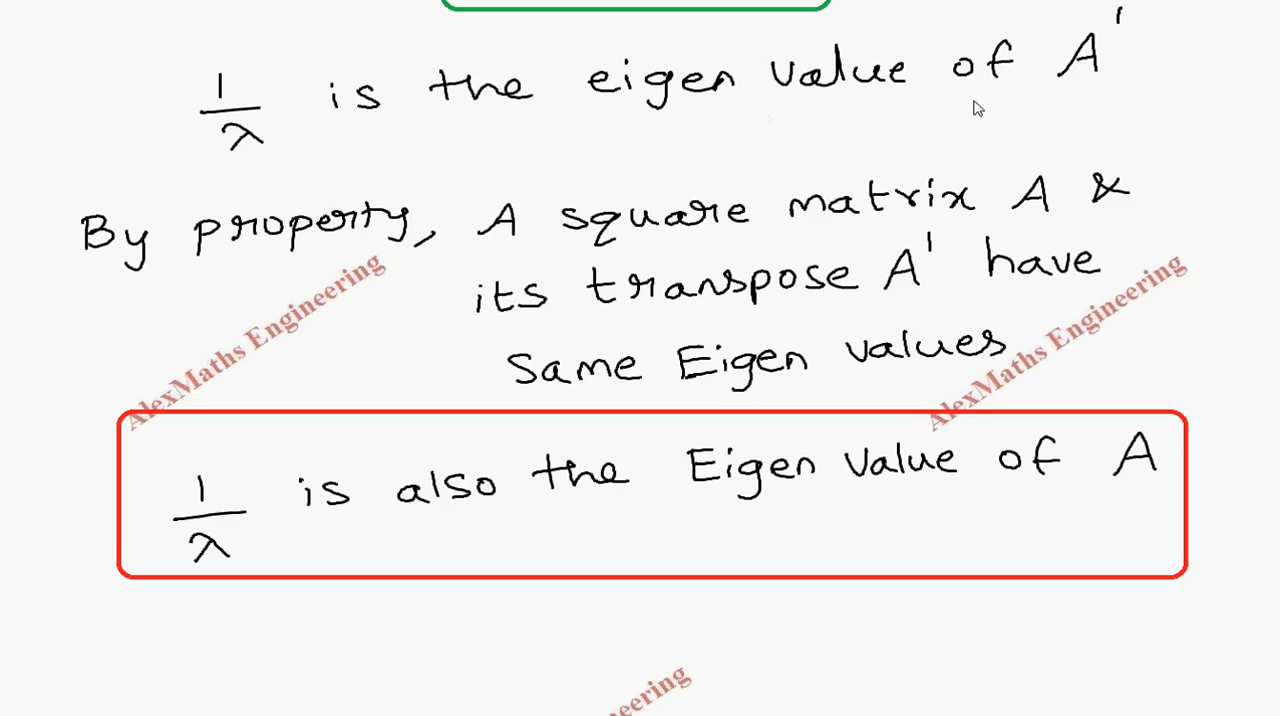 1/λ is the eigen value of A'
By property, A square matrix A &
its transpose A' have
Same Eigen values
AlexMaths Engineering
AlexMaths Engineering
1/λ is also the Eigen value of A
eering